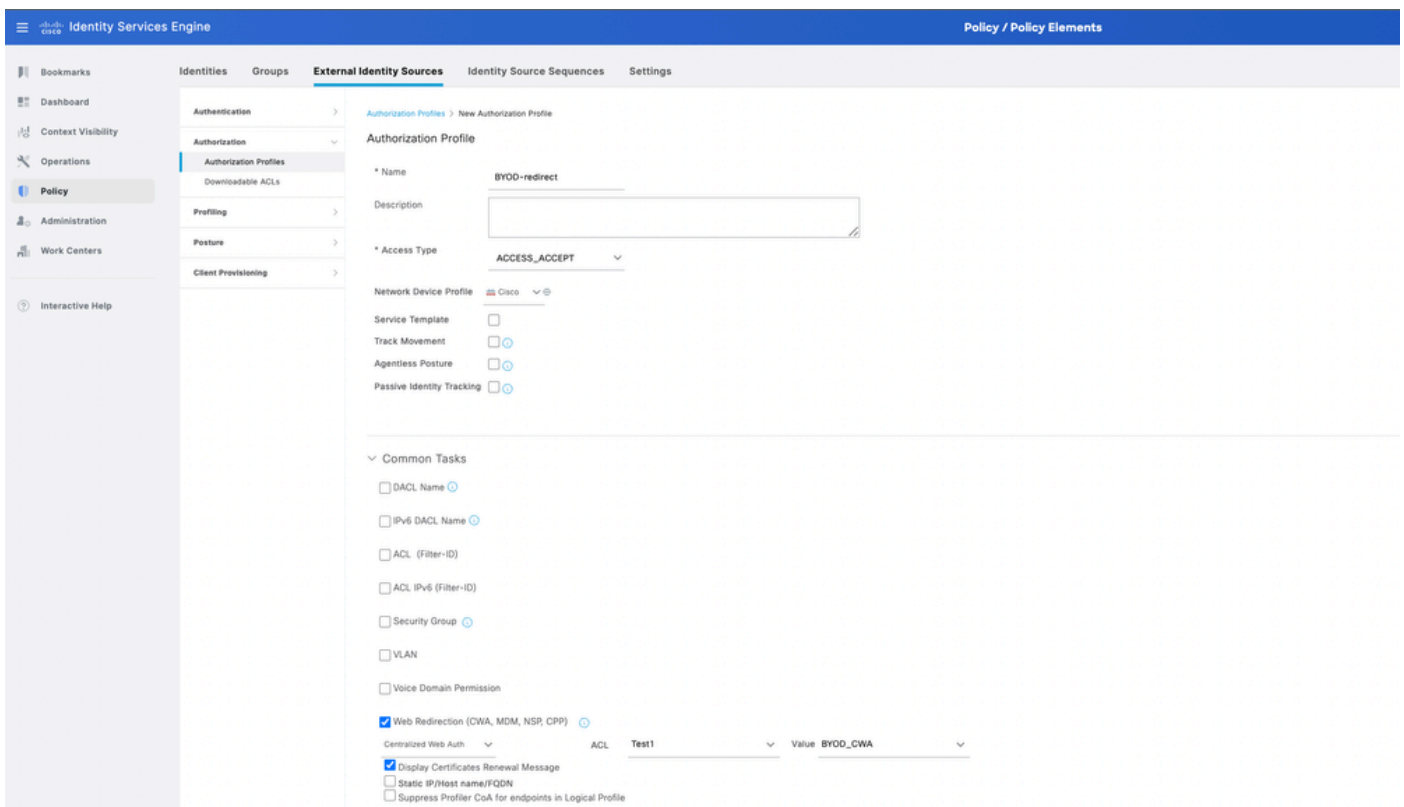 cisco Identity Services Engine
Policy / Policy Elements
Bookmarks
Dashboard
Context Visibility
Operations
Policy
Administration
Work Centers
Interactive Help
Identities Groups External Identity Sources Identity Source Sequences Settings
Authentication
Authorization
Authorization Profiles
Downloadable ACLs
Profiling
Posture
Client Provisioning
Authorization Profiles > New Authorization Profile
Authorization Profile
* Name BYOD-redirect
Description
* Access Type ACCESS_ACCEPT
Network Device Profile Cisco
Service Template
Track Movement
Agentless Posture
Passive Identity Tracking
Common Tasks
DACL Name
IPv6 DACL Name
ACL (Filter-ID)
ACL IPv6 (Filter-ID)
Security Group
VLAN
Voice Domain Permission
Web Redirection (CWA, MDM, NSP, CPP)
Centralized Web Auth ACL Test1 Value BYOD_CWA
Display Certificates Renewal Message
Static IP/Host name/FQDN
Suppress Profiler CoA for endpoints in Logical Profile